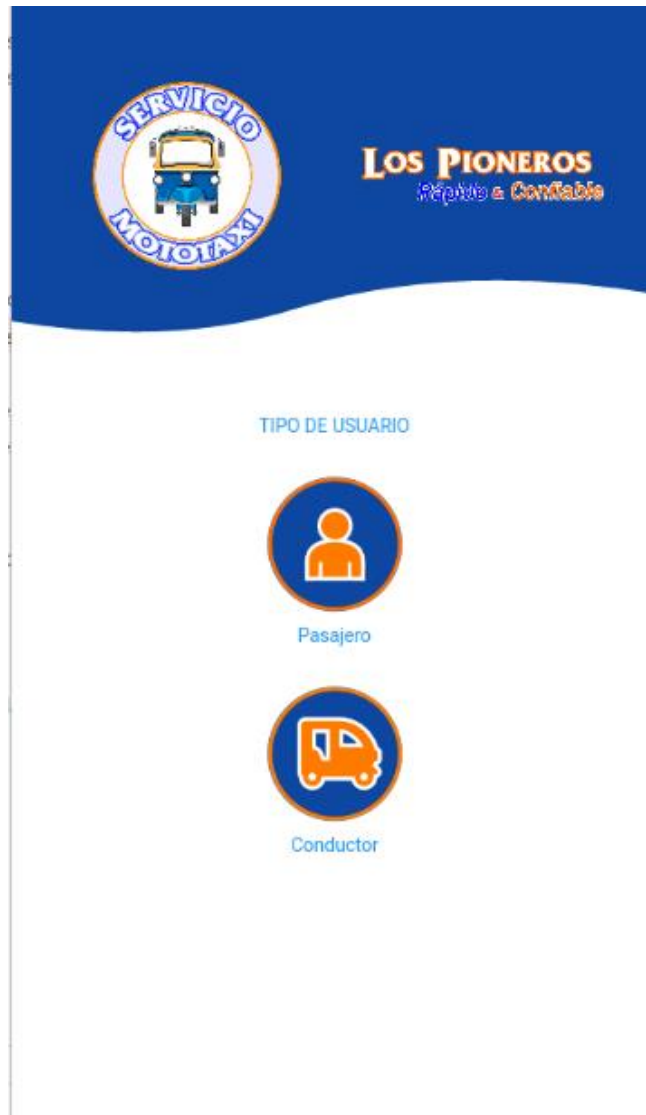 SERVICIO
MOTOTAXI
LOS PIONEROS
Rápido & Confiable
TIPO DE USUARIO
Pasajero
Conductor